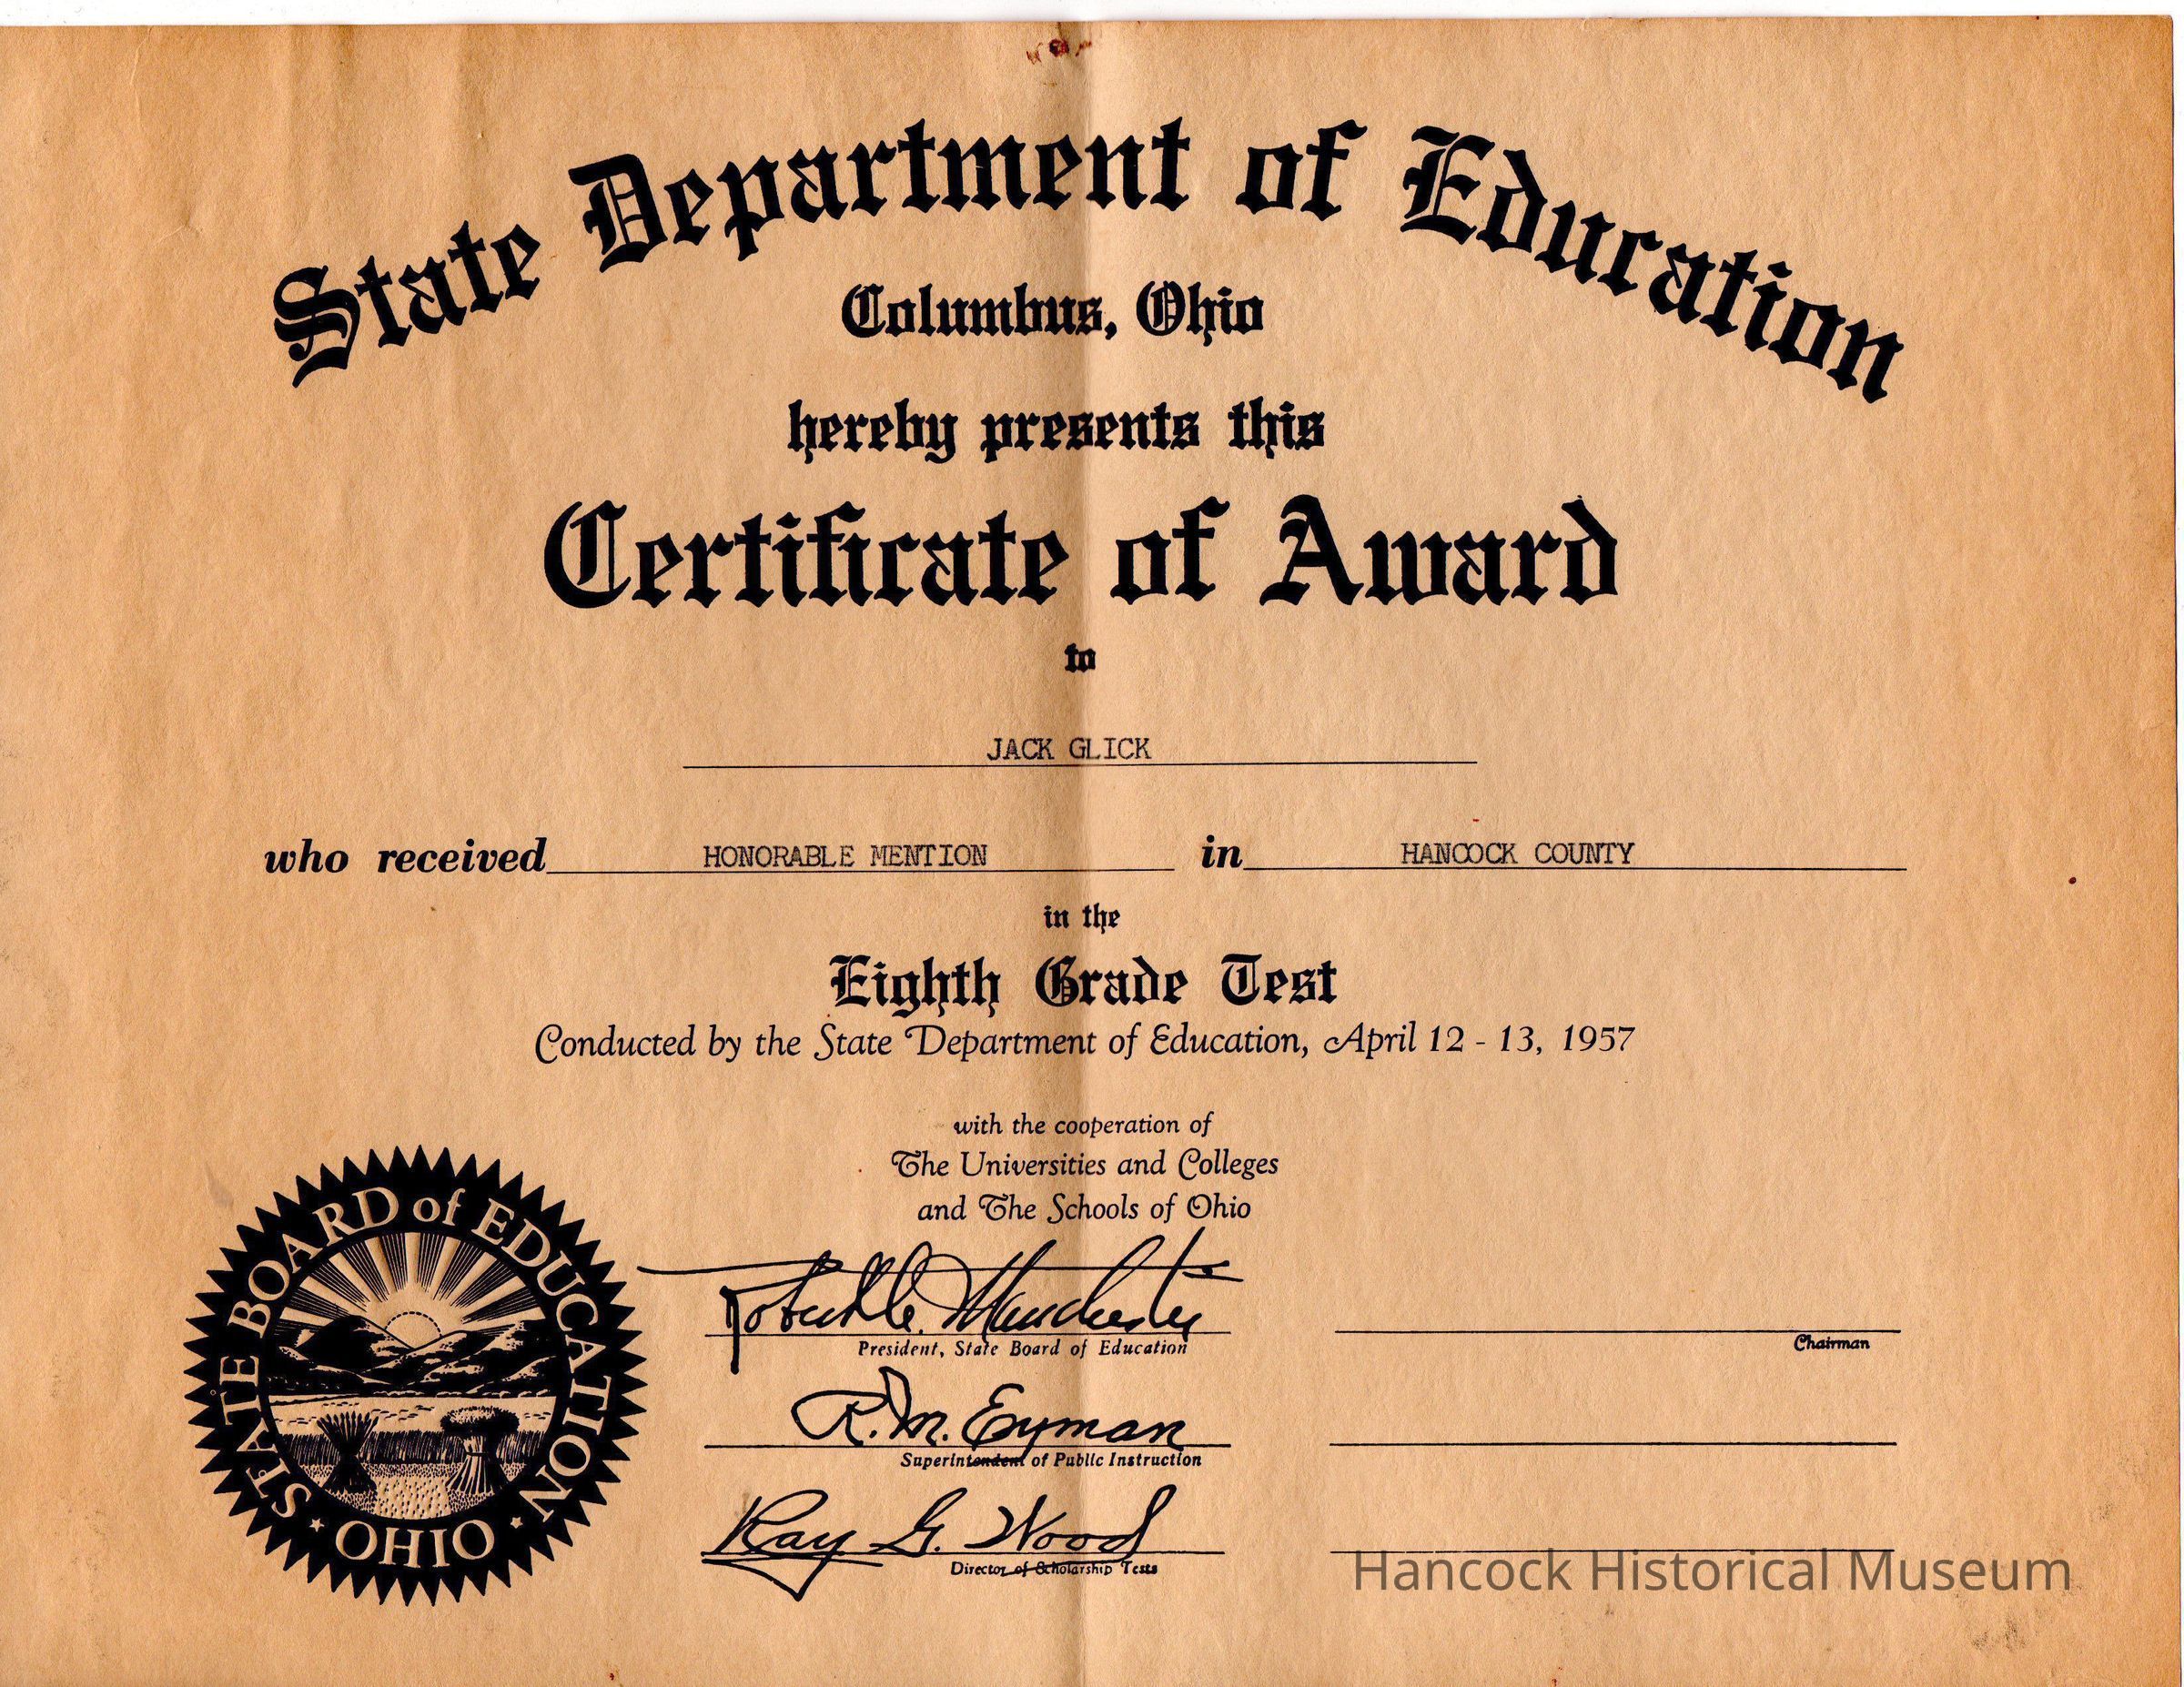 State Department of Education
Columbus, Ohio
hereby presents this
Certificate of Award
to
JACK GLICK
who received HONORABLE MENTION in HANCOCK COUNTY
in the
Eighth Grade Test
Conducted by the State Department of Education, April 12 - 13, 1957
with the cooperation of
The Universities and Colleges
and The Schools of Ohio
STATE BOARD of EDUCATION
OHIO
Robert L. Manchester
President, State Board of Education
Chairman
R. M. Eyman
Superintendent of Public Instruction
Ray G. Wood
Director of Scholarship Tests
Hancock Historical Museum